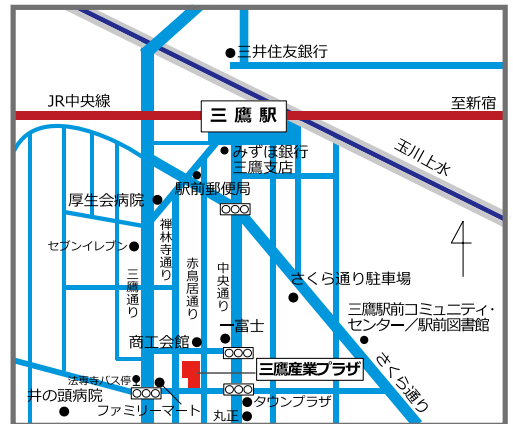 三井住友銀行
JR中央線
三鷹駅
至新宿
玉川上水
みずほ銀行
三鷹支店
駅前郵便局
厚生会病院
禅林寺通り
セブンイレブン
赤鳥居通り
中央通り
三鷹通り
さくら通り駐車場
三鷹駅前コミュニティ・
センター／駅前図書館
一富士
商工会館
三鷹産業プラザ
さくら通り
法専寺バス停
井の頭病院
ファミリーマート
タウンプラザ
丸正